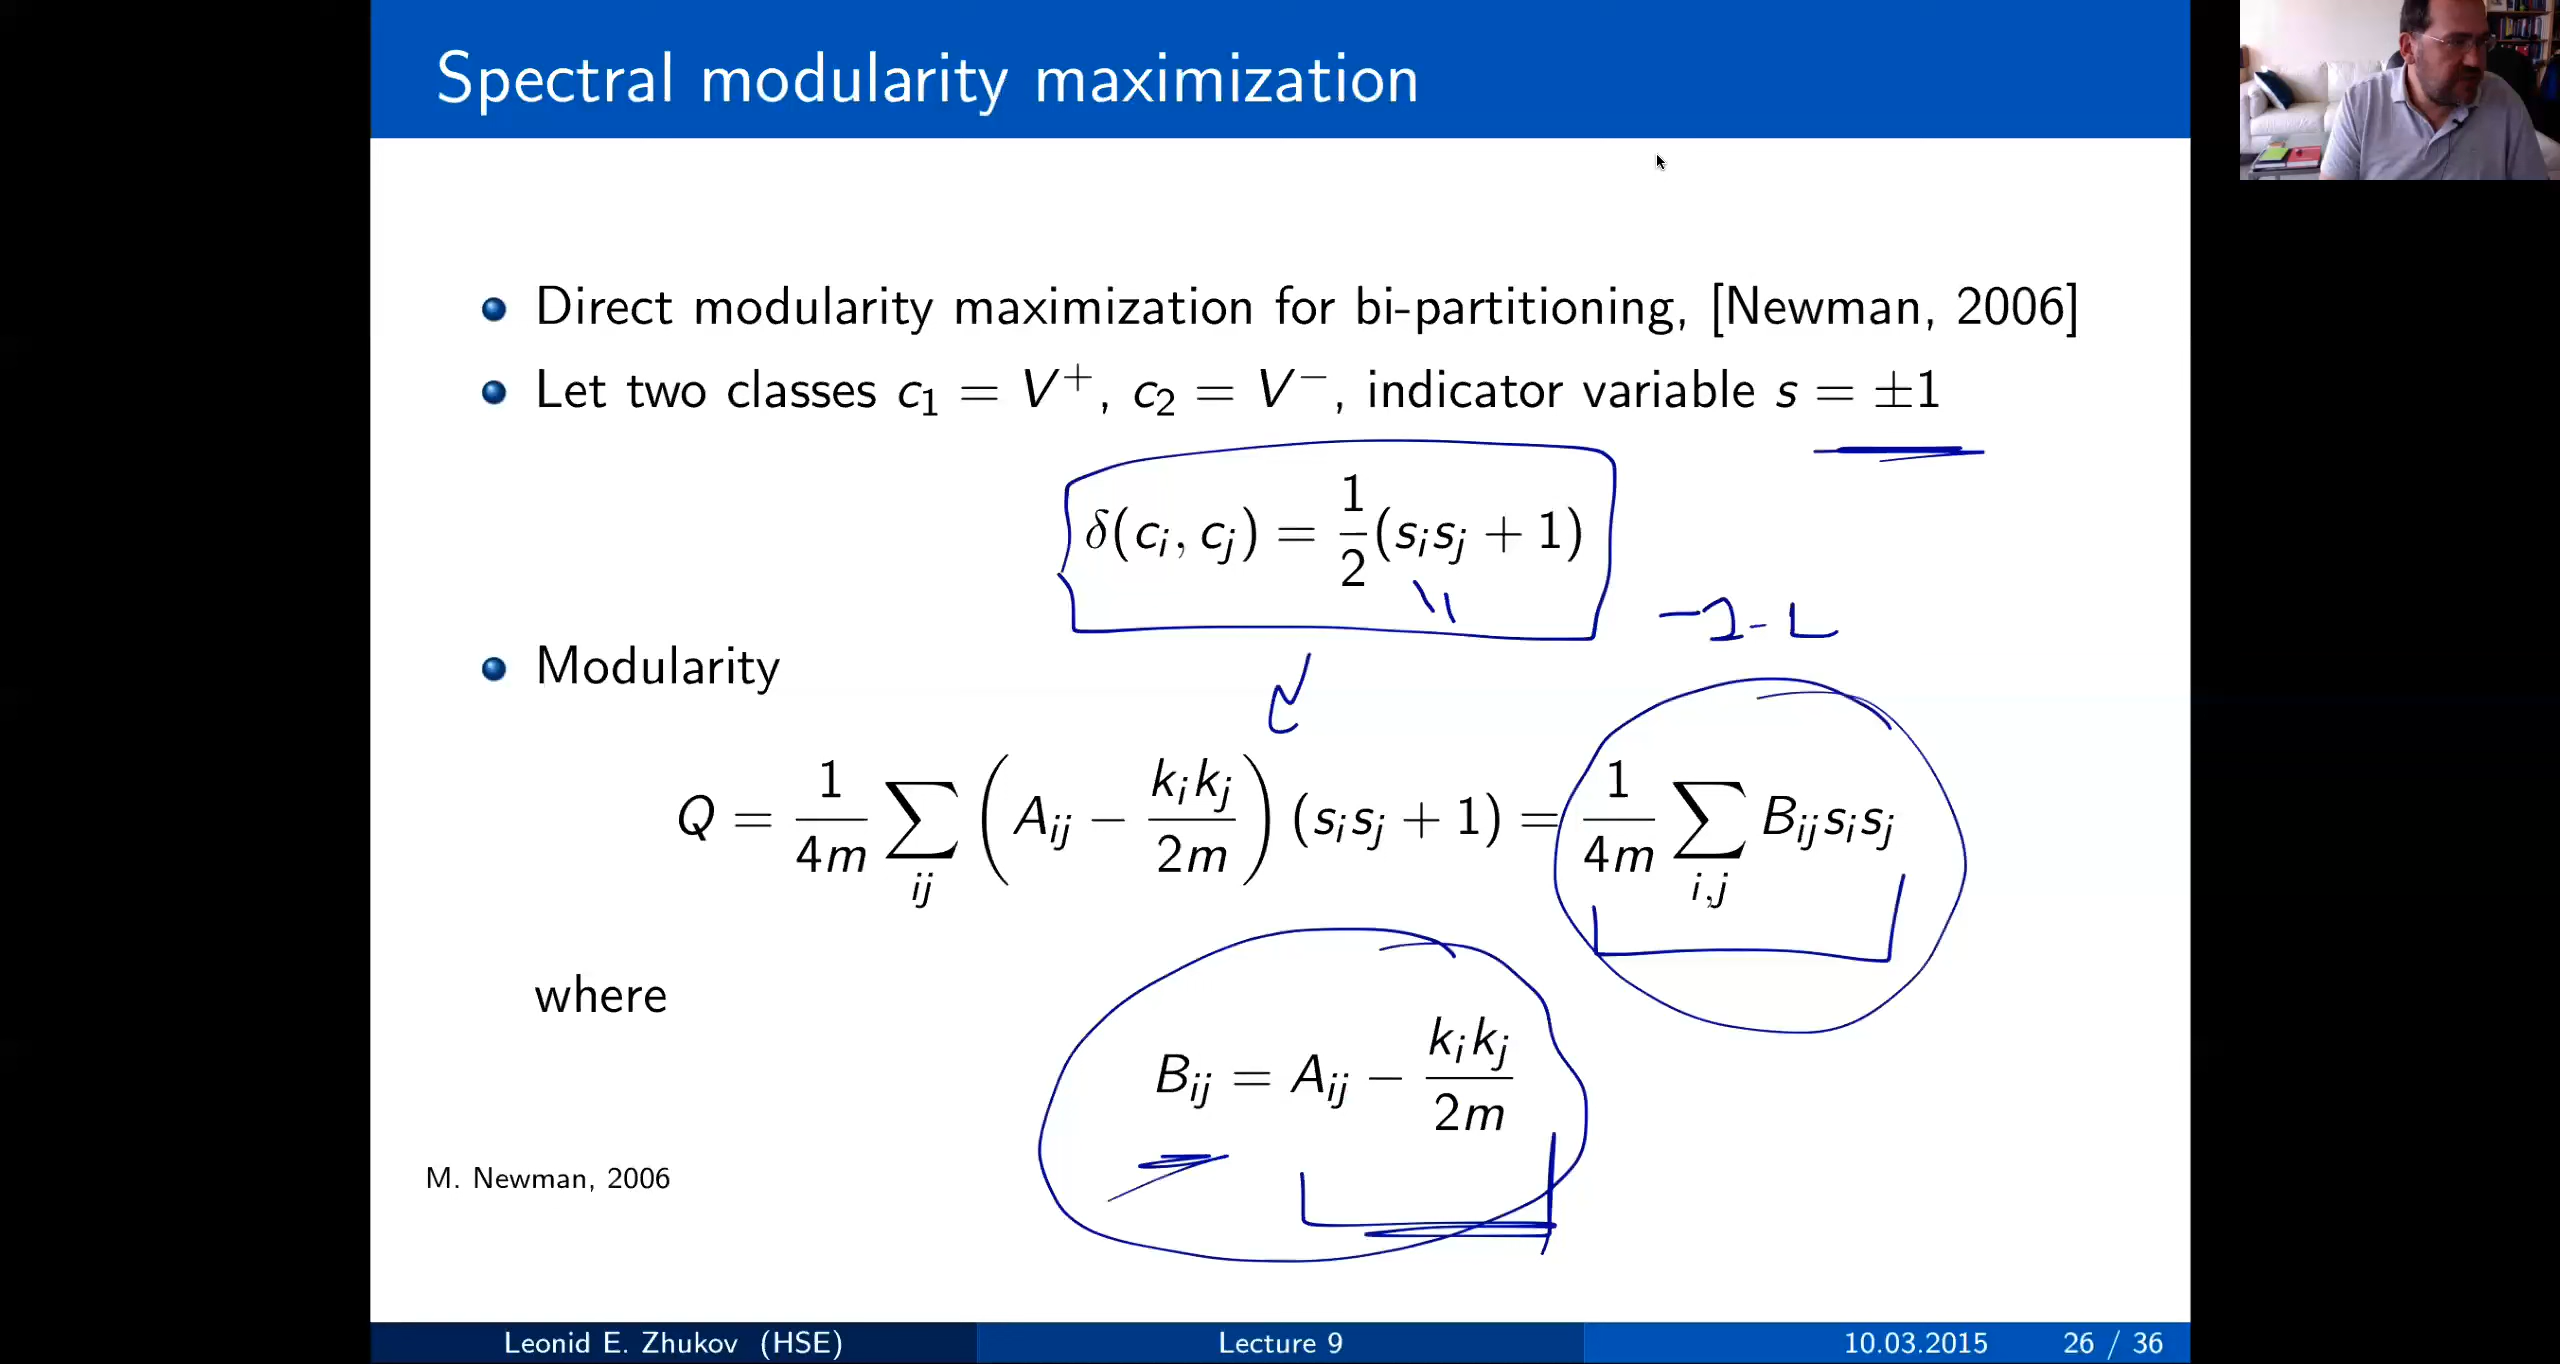 Spectral modularity maximization
Direct modularity maximization for bi-partitioning, [Newman, 2006]
Let two classes c₁ = V⁺, c₂ = V⁻, indicator variable s = ±1
δ(cᵢ, cⱼ) = 1/2 (sᵢsⱼ + 1)
Modularity
Q = 1/4m ∑ᵢⱼ (Aᵢⱼ − kᵢkⱼ/2m) (sᵢsⱼ + 1) = 1/4m ∑ᵢ,ⱼ Bᵢⱼsᵢsⱼ
where
Bᵢⱼ = Aᵢⱼ − kᵢkⱼ/2m
M. Newman, 2006
Leonid E. Zhukov (HSE) Lecture 9 10.03.2015 26 / 36